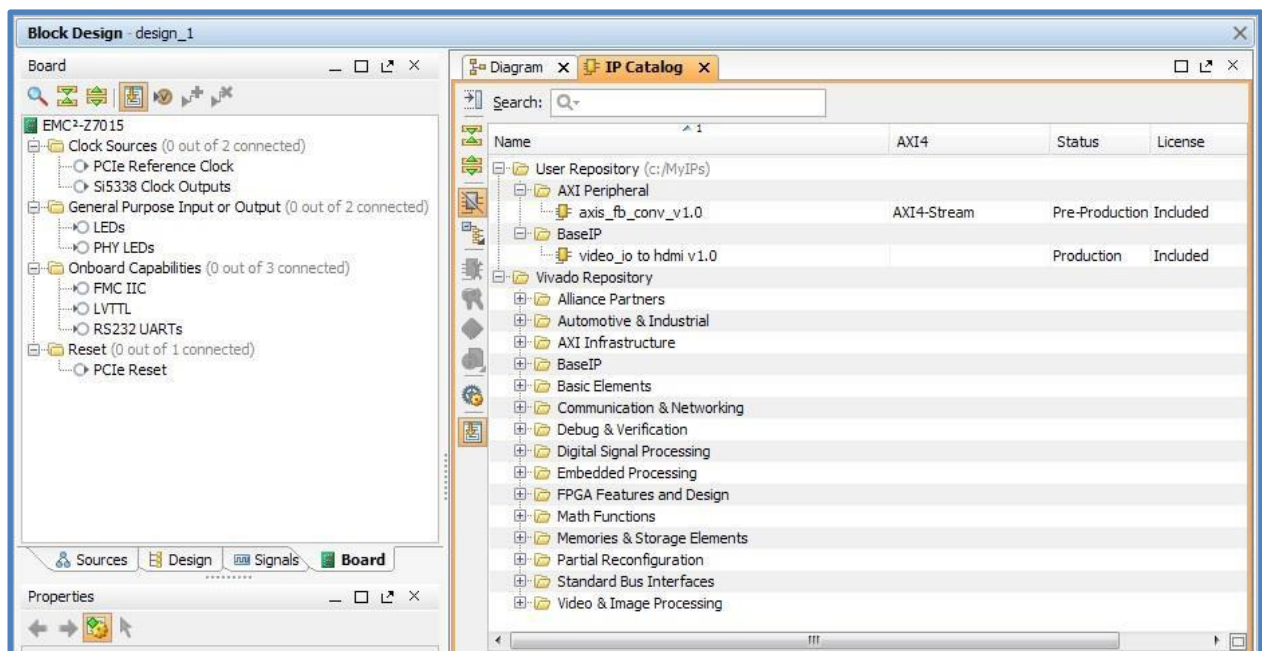 Block Design - design_1
Board
EMC²-Z7015
Clock Sources (0 out of 2 connected)
PCIe Reference Clock
Si5338 Clock Outputs
General Purpose Input or Output (0 out of 2 connected)
LEDs
PHY LEDs
Onboard Capabilities (0 out of 3 connected)
FMC IIC
LVTTL
RS232 UARTs
Reset (0 out of 1 connected)
PCIe Reset
Sources Design Signals Board
Properties
Diagram IP Catalog
Search:
Name 1 AXI4 Status License
User Repository (c:/MyIPs)
AXI Peripheral
axis_fb_conv_v1.0 AXI4-Stream Pre-Production Included
BaseIP
video_io to hdmi v1.0 Production Included
Vivado Repository
Alliance Partners
Automotive & Industrial
AXI Infrastructure
BaseIP
Basic Elements
Communication & Networking
Debug & Verification
Digital Signal Processing
Embedded Processing
FPGA Features and Design
Math Functions
Memories & Storage Elements
Partial Reconfiguration
Standard Bus Interfaces
Video & Image Processing